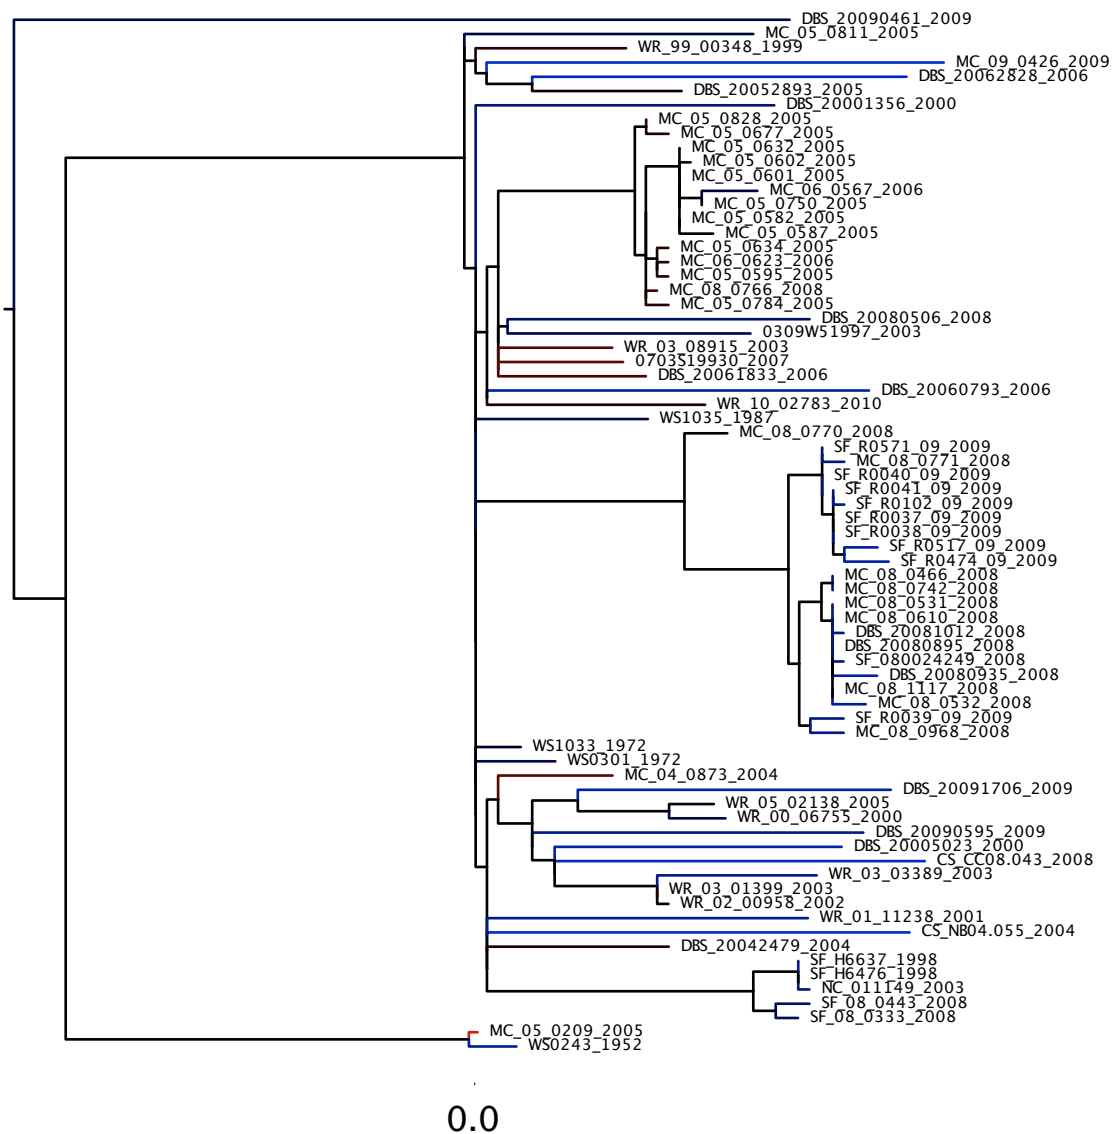 DBS_20090461_2009
MC_05_0811_2005
WR_99_00348_1999
MC_09_0426_2009
DBS_20062828_2006
DBS_20052893_2005
DBS_20001356_2000
MC_05_0828_2005
MC_05_0677_2005
MC_05_0632_2005
MC_05_0602_2005
MC_05_0601_2005
MC_06_0567_2006
MC_05_0750_2005
MC_05_0582_2005
MC_05_0587_2005
MC_05_0634_2005
MC_06_0623_2006
MC_05_0595_2005
MC_08_0766_2008
MC_05_0784_2005
DBS_20080506_2008
0309W51997_2003
WR_03_08915_2003
0703S19930_2007
DBS_20061833_2006
DBS_20060793_2006
WR_10_02783_2010
WS1035_1987
MC_08_0770_2008
SF_R0571_09_2009
MC_08_0771_2008
SF_R0040_09_2009
SF_R0041_09_2009
SF_R0102_09_2009
SF_R0037_09_2009
SF_R0038_09_2009
SF_R0517_09_2009
SF_R0474_09_2009
MC_08_0466_2008
MC_08_0742_2008
MC_08_0531_2008
MC_08_0610_2008
DBS_20081012_2008
DBS_20080895_2008
SF_080024249_2008
DBS_20080935_2008
MC_08_1117_2008
MC_08_0532_2008
SF_R0039_09_2009
MC_08_0968_2008
WS1033_1972
WS0301_1972
MC_04_0873_2004
DBS_20091706_2009
WR_05_02138_2005
WR_00_06755_2000
DBS_20090595_2009
DBS_20005023_2000
CS_CC08.043_2008
WR_03_03389_2003
WR_03_01399_2003
WR_02_00958_2002
WR_01_11238_2001
CS_NB04.055_2004
DBS_20042479_2004
SF_H6637_1998
SF_H6476_1998
NC_011149_2003
SF_08_0443_2008
SF_08_0333_2008
MC_05_0209_2005
WS0243_1952
0.0